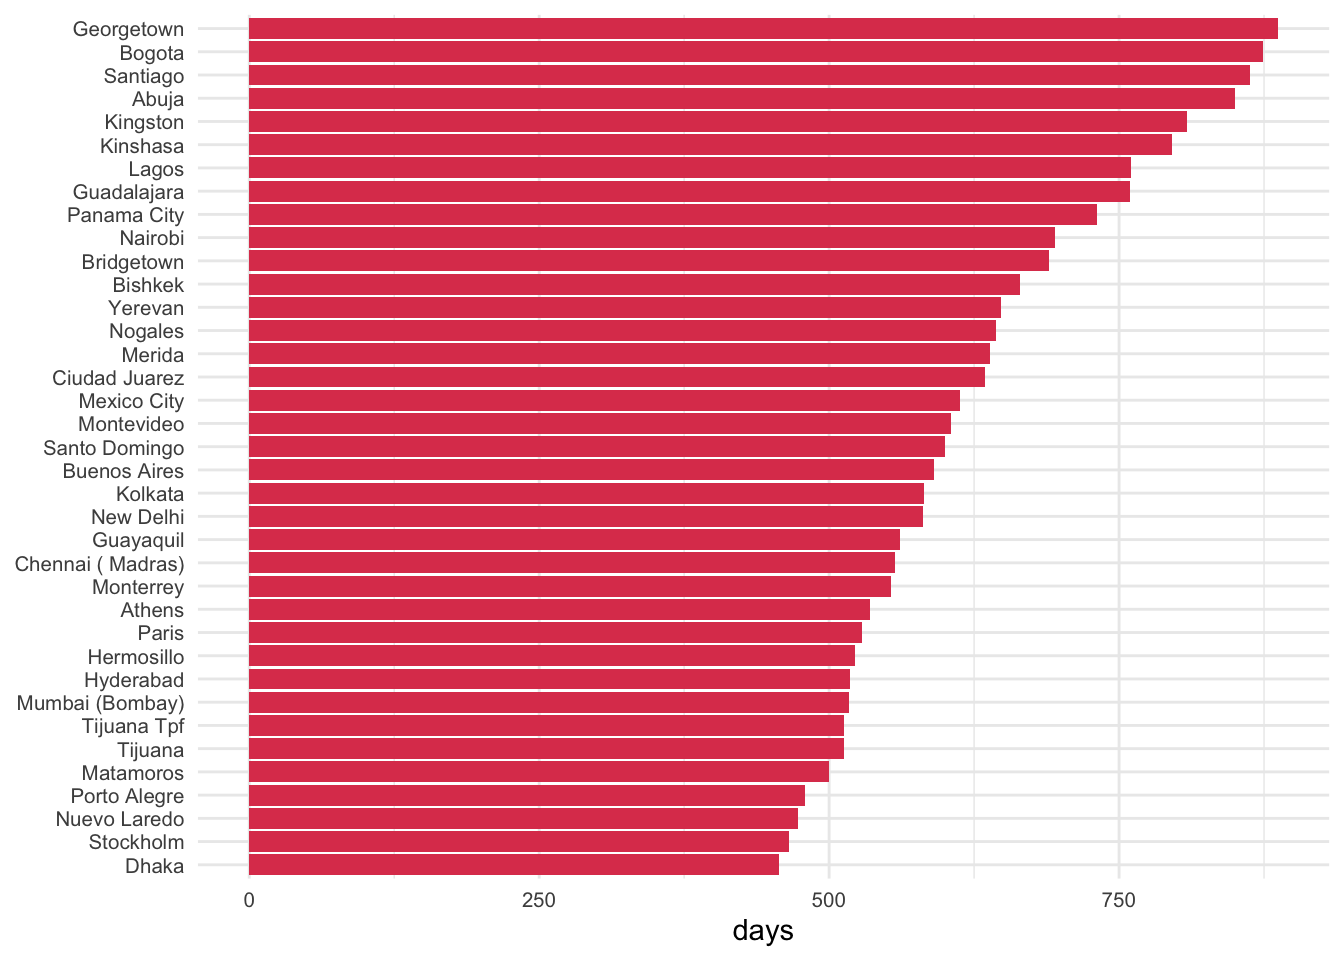 Georgetown
Bogota
Santiago
Abuja
Kingston
Kinshasa
Lagos
Guadalajara
Panama City
Nairobi
Bridgetown
Bishkek
Yerevan
Nogales
Merida
Ciudad Juarez
Mexico City
Montevideo
Santo Domingo
Buenos Aires
Kolkata
New Delhi
Guayaquil
Chennai ( Madras)
Monterrey
Athens
Paris
Hermosillo
Hyderabad
Mumbai (Bombay)
Tijuana Tpf
Tijuana
Matamoros
Porto Alegre
Nuevo Laredo
Stockholm
Dhaka
0 250 500 750
days